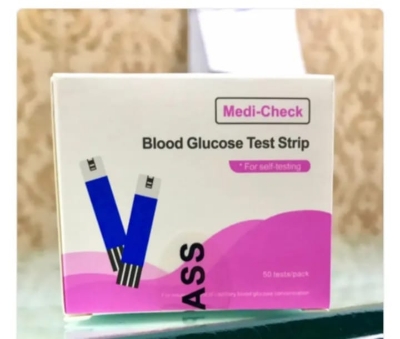 Medi-Check
Blood Glucose Test Strip
* For self-testing
ASS
50 tests/pack